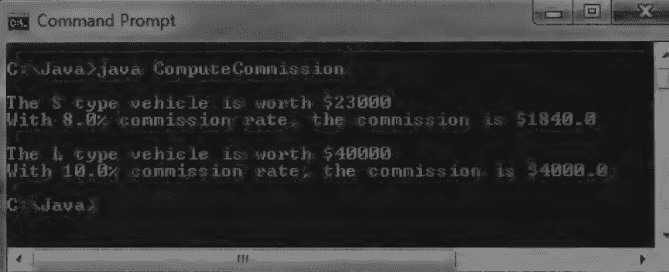 Command Prompt
C:\Java>java ComputeCommission
The S type vehicle is worth $23000
With 8.0% commission rate, the commission is $1840.0
The L type vehicle is worth $40000
With 10.0% commission rate, the commission is $4000.0
C:\Java>